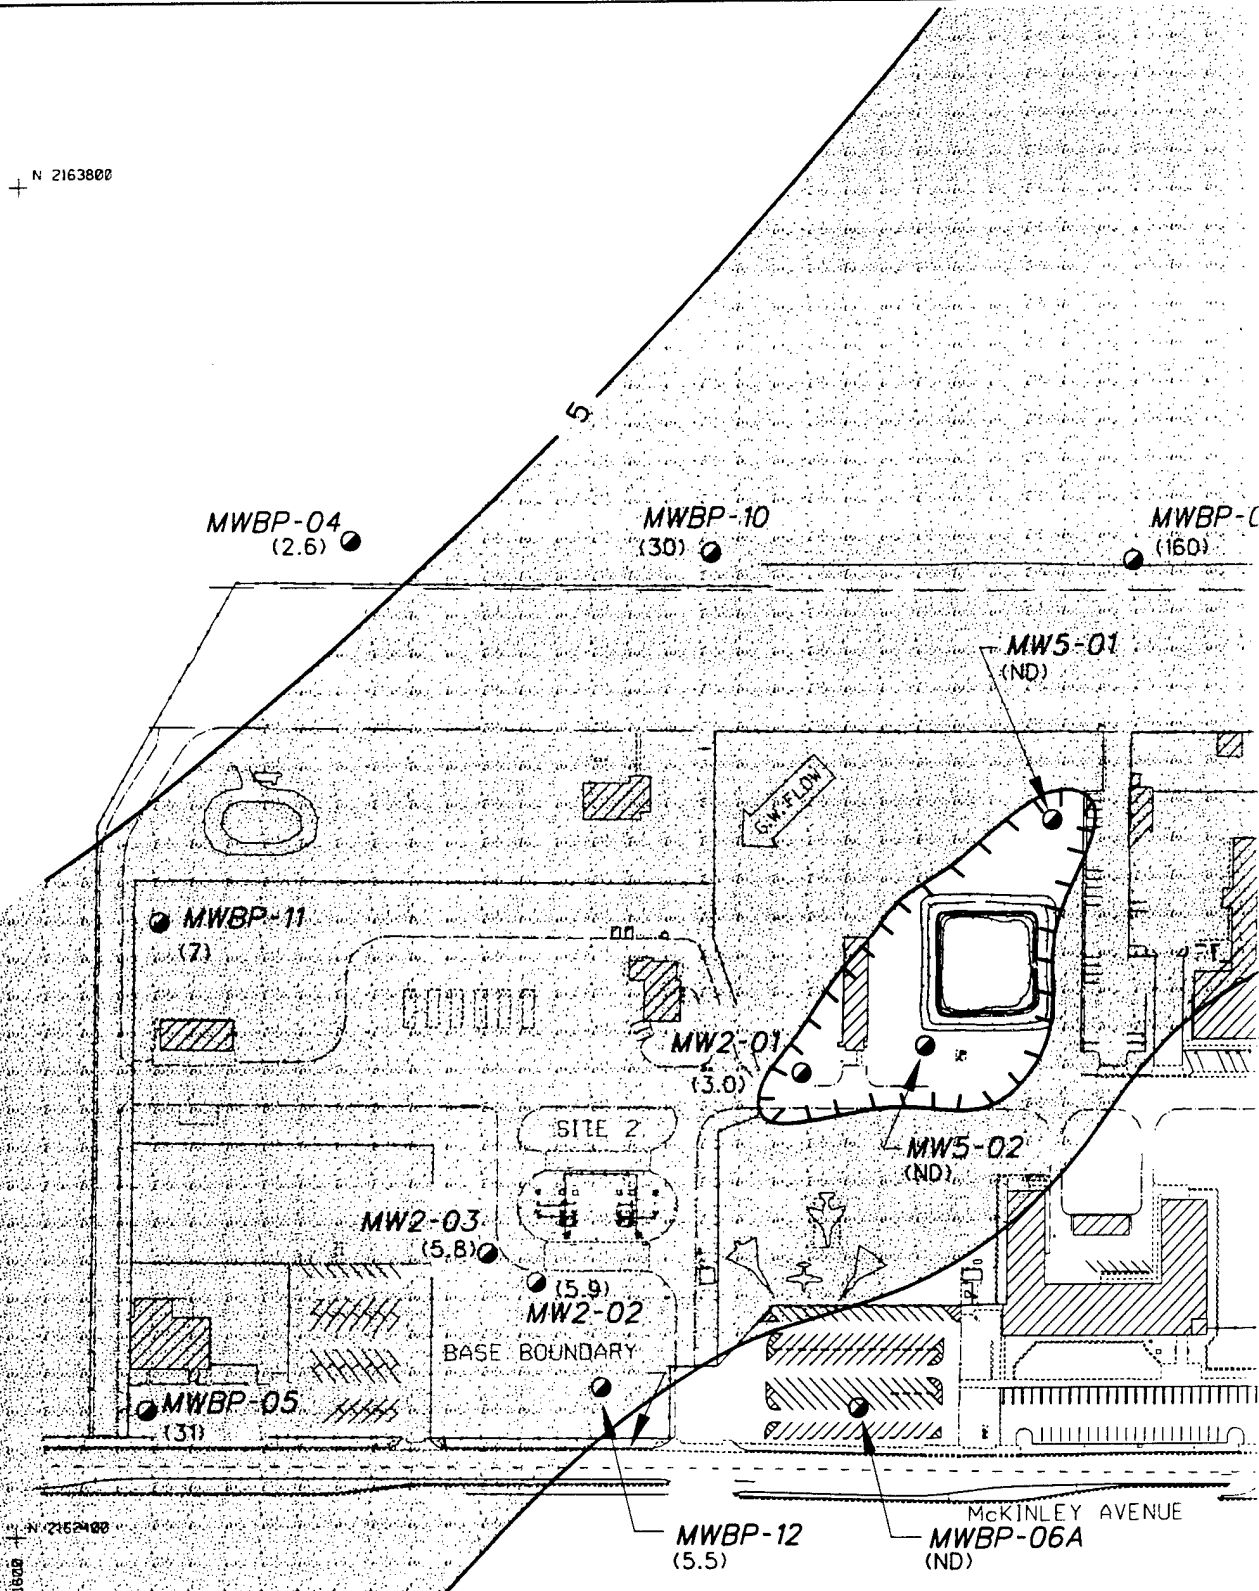 N 2163800
5
MWBP-04
(2.6)
MWBP-10
(30)
MWBP-0
(160)
MW5-01
(ND)
G.W. FLOW
MWBP-11
(7)
MW2-01
(3.0)
SITE 2
MW5-02
(ND)
MW2-03
(5.8)
(5.9)
MW2-02
BASE BOUNDARY
MWBP-05
(31)
McKINLEY AVENUE
N 2162400
MWBP-12
(5.5)
MWBP-06A
(ND)